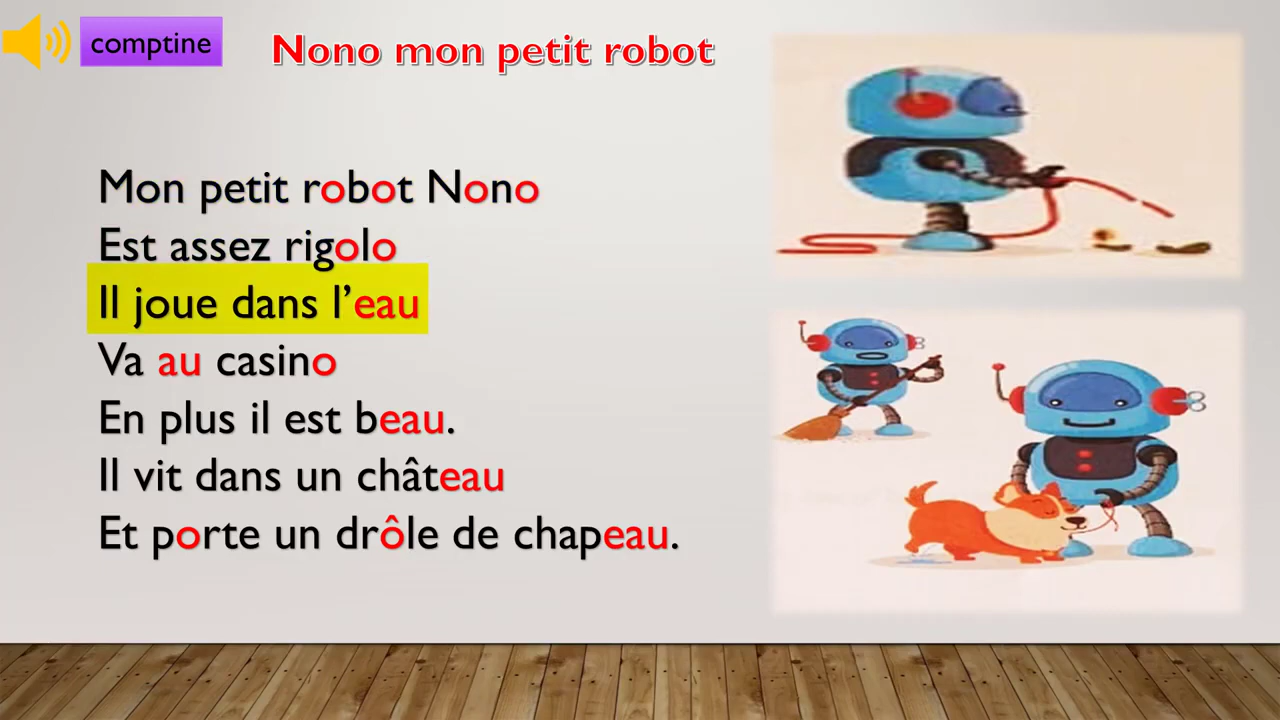 comptine
Nono mon petit robot
Mon petit robot Nono
Est assez rigolo
Il joue dans l’eau
Va au casino
En plus il est beau.
Il vit dans un château
Et porte un drôle de chapeau.